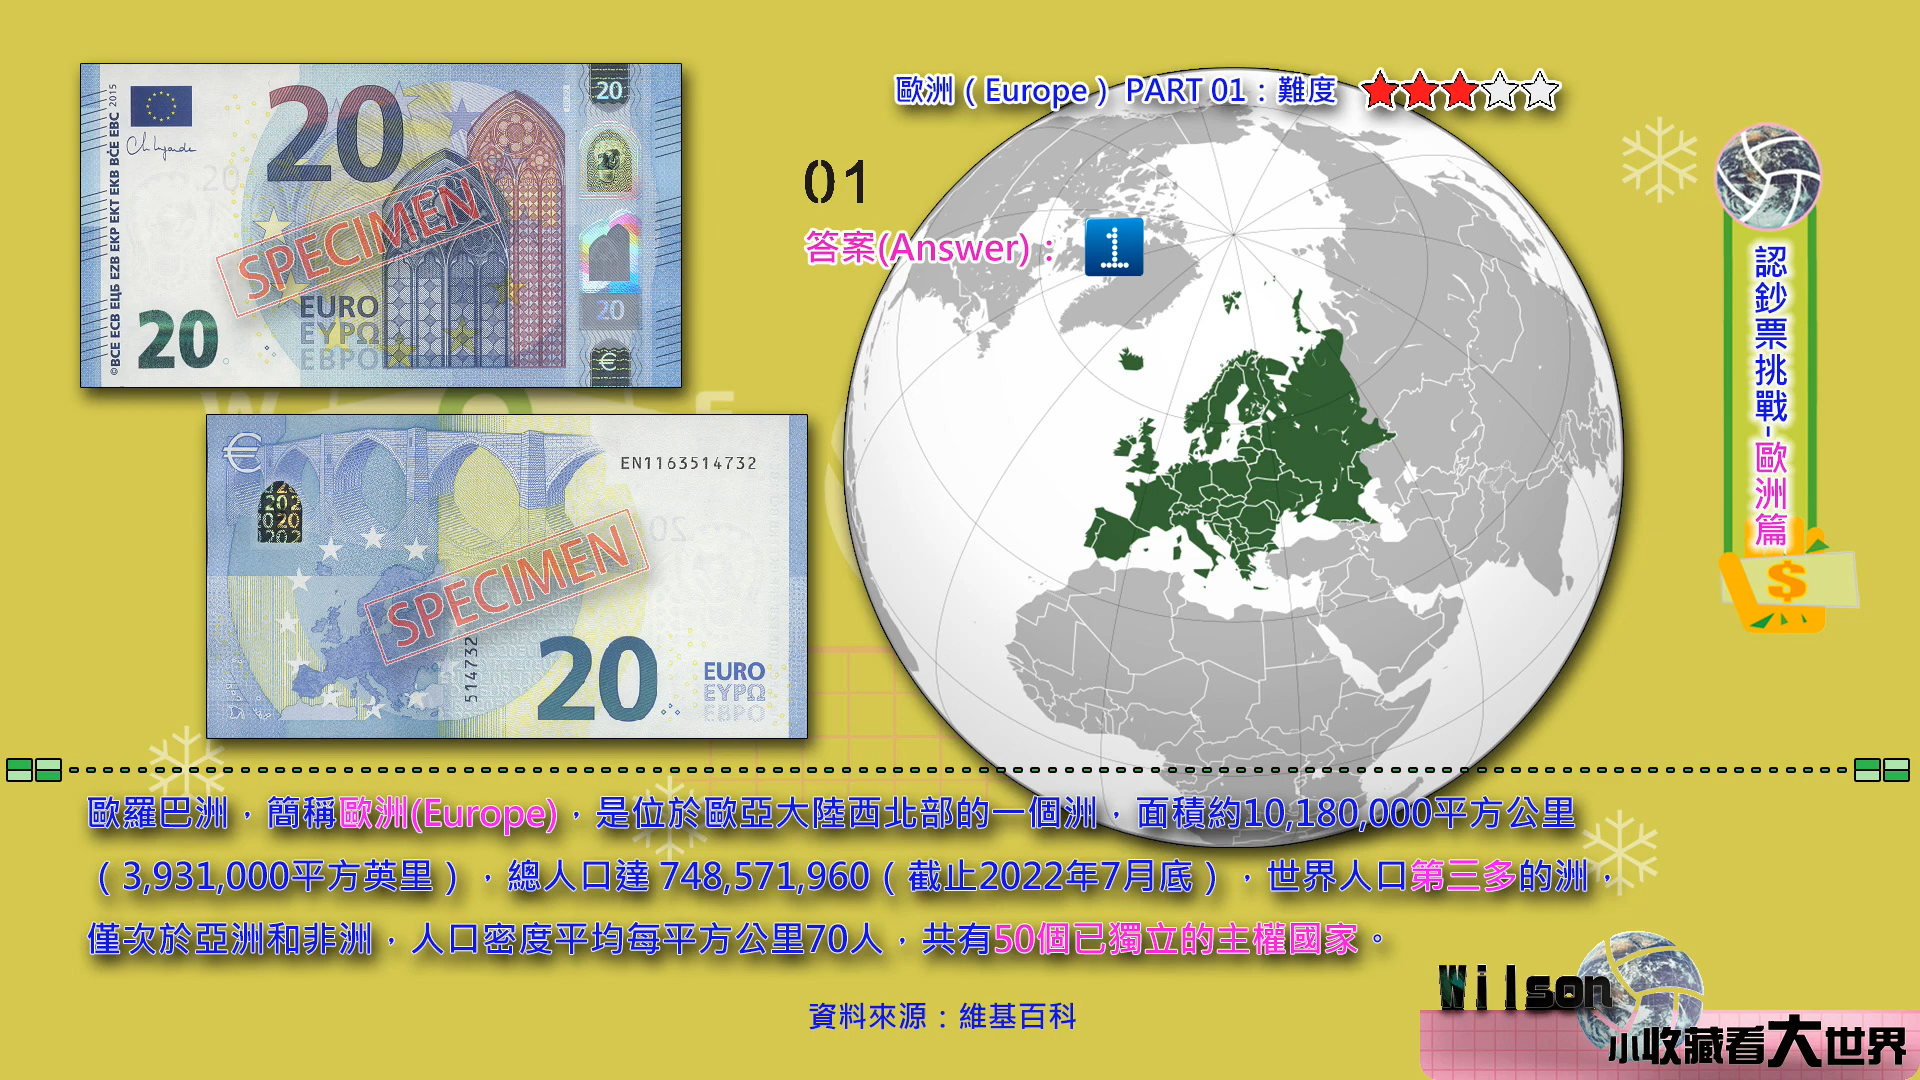 歐洲（Europe） PART 01：難度
01
答案(Answer)： 1
©BCE ECB ЕЦБ EZB EKP EKT EKB BĊE EBC 2015
20
20
20
20
SPECIMEN
EURO
ΕΥΡΩ
ЕВРО
€
€
EN1163514732
SPECIMEN
514732
20
EURO
ΕΥΡΩ
ЕВРО
認鈔票挑戰-歐洲篇
$
歐羅巴洲，簡稱歐洲(Europe)，是位於歐亞大陸西北部的一個洲，面積約10,180,000平方公里
（3,931,000平方英里），總人口達 748,571,960（截止2022年7月底），世界人口第三多的洲，
僅次於亞洲和非洲，人口密度平均每平方公里70人，共有50個已獨立的主權國家。
資料來源：維基百科
Wilson
小收藏看大世界